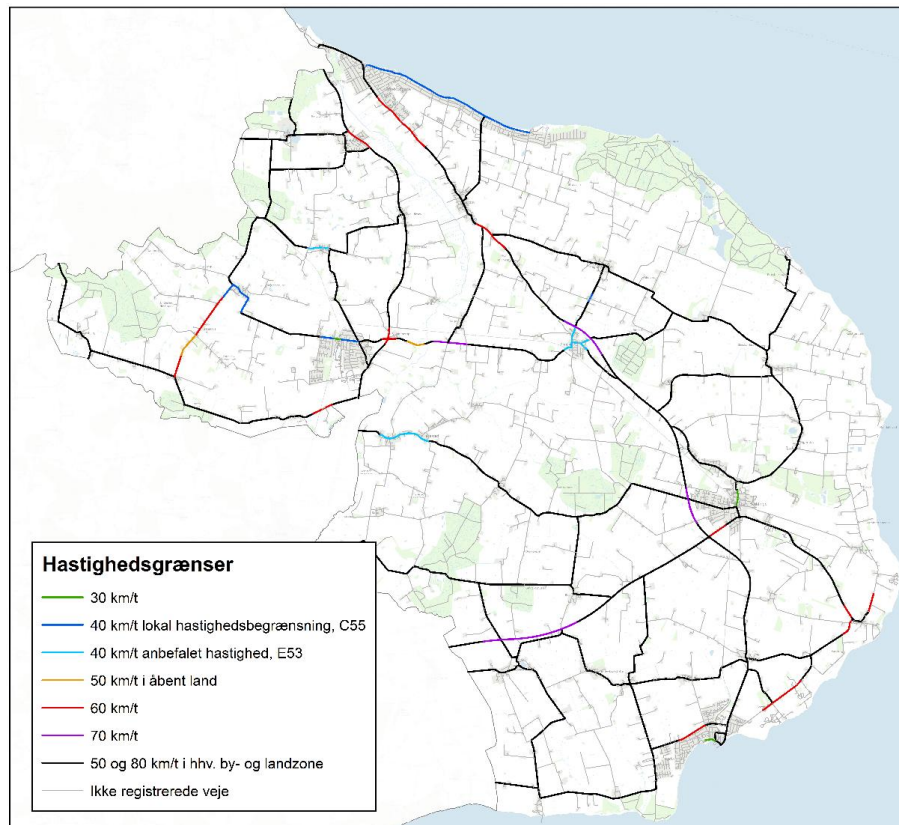 Hastighedsgrænser
30 km/t
40 km/t lokal hastighedsbegrænsning, C55
40 km/t anbefalet hastighed, E53
50 km/t i åbent land
60 km/t
70 km/t
50 og 80 km/t i hhv. by- og landzone
Ikke registrerede veje